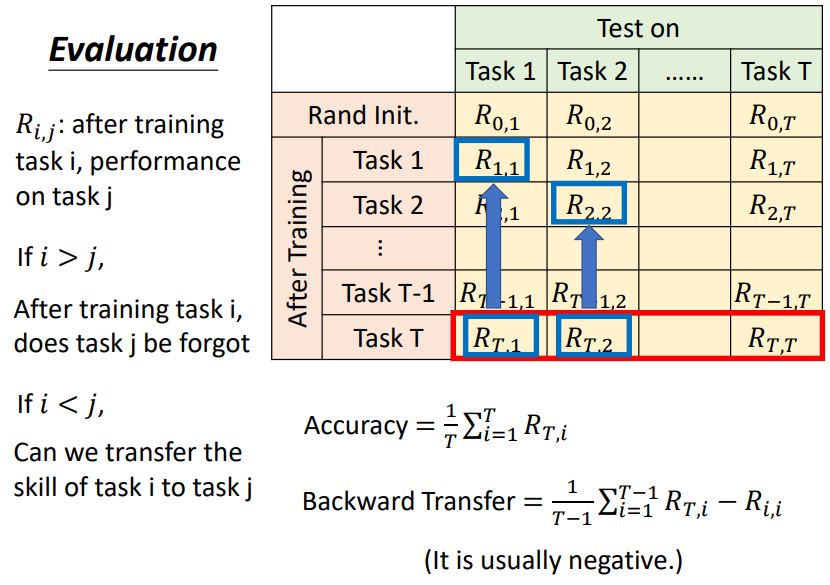 Evaluation
$R_{i,j}$: after training
task i, performance
on task j
If $i > j$,
After training task i,
does task j be forgot
If $i < j$,
Can we transfer the
skill of task i to task j
Test on
Task 1 Task 2 …… Task T
Rand Init. $R_{0,1}$ $R_{0,2}$ $R_{0,T}$
After Training
Task 1 $R_{1,1}$ $R_{1,2}$ $R_{1,T}$
Task 2 $R_{2,1}$ $R_{2,2}$ $R_{2,T}$
⋮
Task T-1 $R_{T-1,1}$ $R_{T-1,2}$ $R_{T-1,T}$
Task T $R_{T,1}$ $R_{T,2}$ $R_{T,T}$
Accuracy $= \frac{1}{T} \sum_{i=1}^{T} R_{T,i}$
Backward Transfer $= \frac{1}{T-1} \sum_{i=1}^{T-1} R_{T,i} - R_{i,i}$
(It is usually negative.)